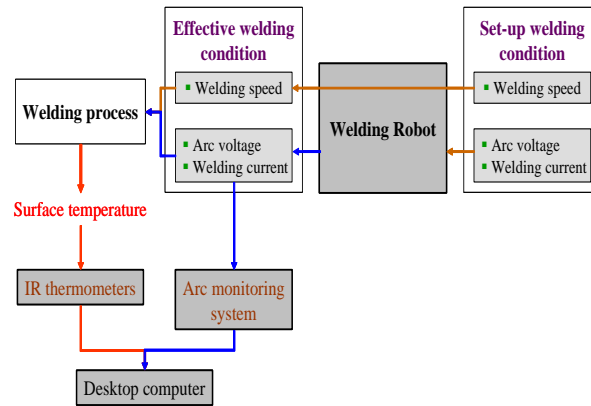 Effective welding
condition
Set-up welding
condition
▪ Welding speed
▪ Welding speed
Welding process
Welding Robot
▪ Arc voltage
▪ Welding current
▪ Arc voltage
▪ Welding current
Surface temperature
IR thermometers
Arc monitoring
system
Desktop computer